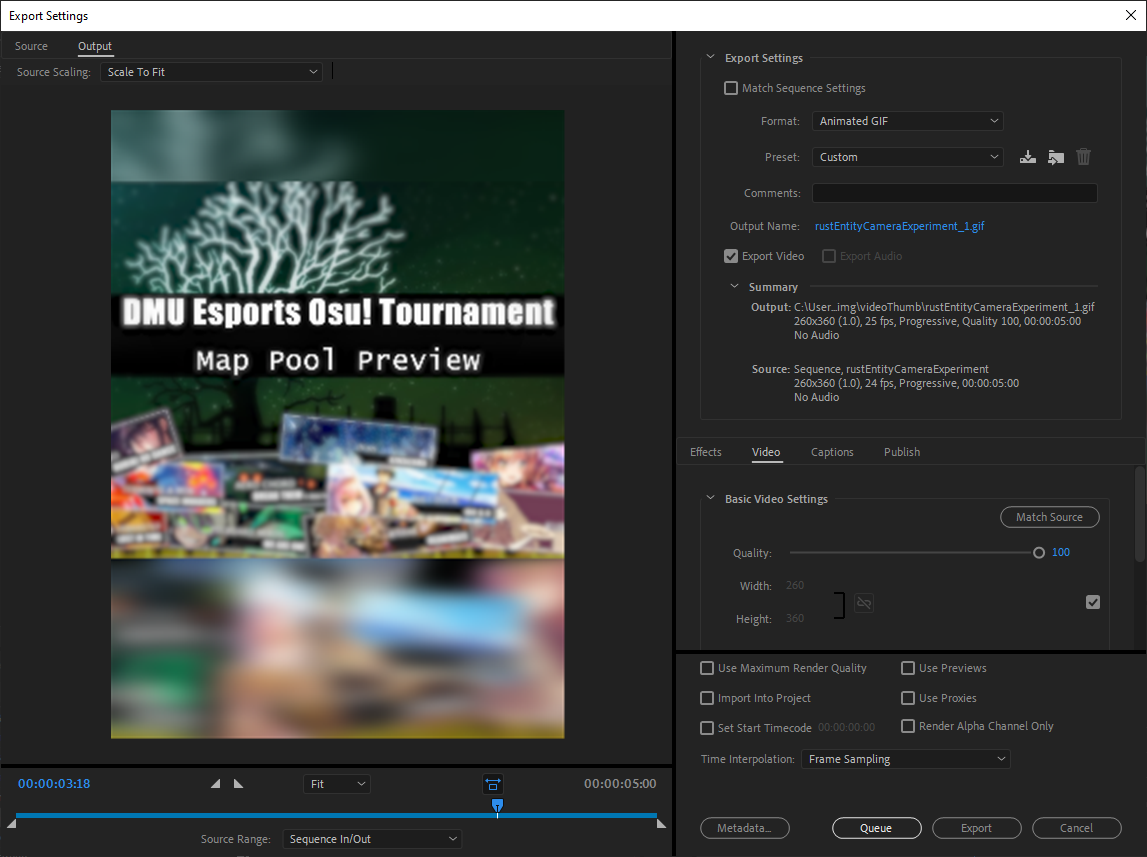 Export Settings
Source Output
Source Scaling: Scale To Fit
DMU Esports Osu! Tournament
Map Pool Preview
00:00:03:18
Fit
00:00:05:00
Source Range: Sequence In/Out
Export Settings
Match Sequence Settings
Format: Animated GIF
Preset: Custom
Comments:
Output Name: rustEntityCameraExperiment_1.gif
Export Video Export Audio
Summary
Output: C:\User...img\videoThumb\rustEntityCameraExperiment_1.gif
260x360 (1.0), 25 fps, Progressive, Quality 100, 00:00:05:00
No Audio
Source: Sequence, rustEntityCameraExperiment
260x360 (1.0), 24 fps, Progressive, 00:00:05:00
No Audio
Effects Video Captions Publish
Basic Video Settings
Match Source
Quality: 100
Width: 260
Height: 360
Use Maximum Render Quality Use Previews
Import Into Project Use Proxies
Set Start Timecode 00:00:00:00 Render Alpha Channel Only
Time Interpolation: Frame Sampling
Metadata... Queue Export Cancel